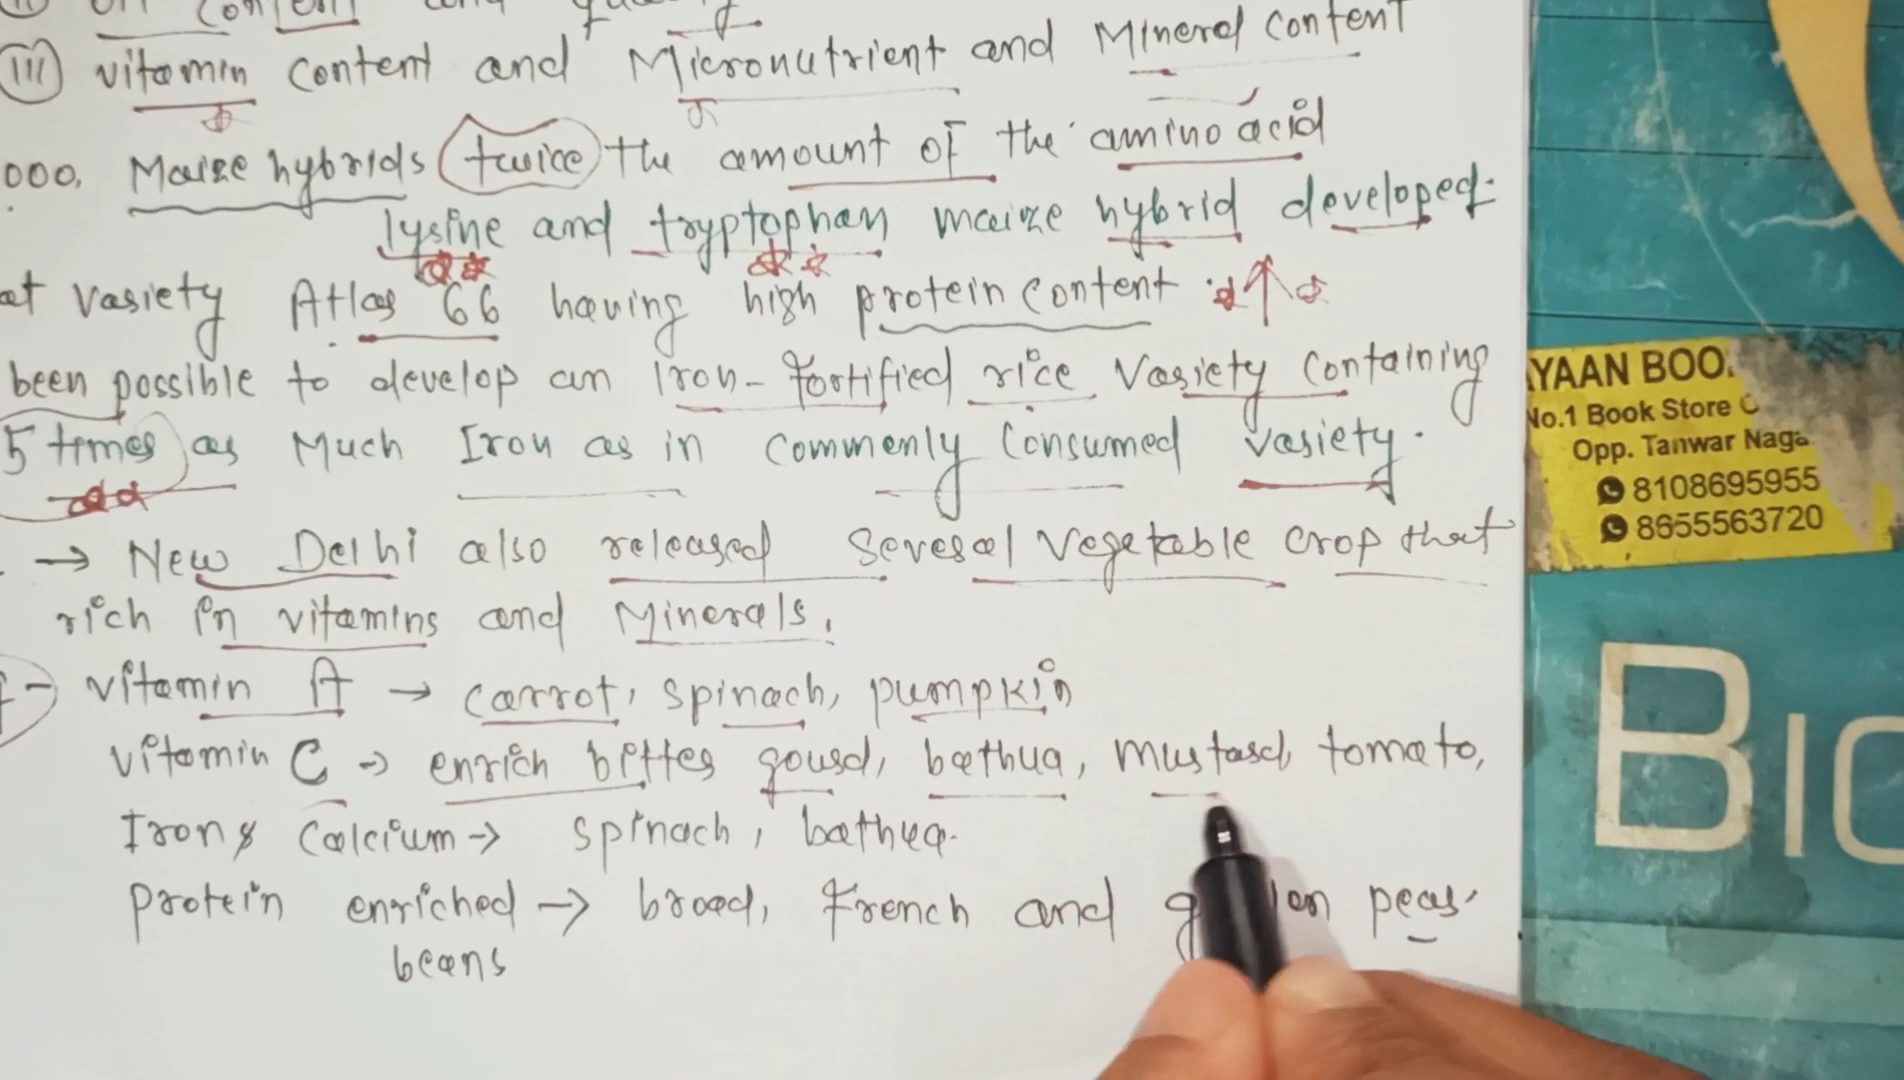 (III) vitamin content and Micronutrient and Mineral content
000, Maize hybrids twice the amount of the amino acid
lysine and tryptophan maize hybrid developed.
at variety Atlas 66 having high protein content
been possible to develop an Iron-fortified rice variety containing
5 times as Much Iron as in commenly consumed variety.
→ New Delhi also released several vegetable crop that
rich in vitamins and Minerals.
vitamin A → carrot, spinach, pumpkin
vitamin C → enrich bitter gourd, bathua, mustard, tomato,
Iron & calcium → spinach, bathua.
protein enriched → broad, french and peas.
beans
YAAN BOO
No.1 Book Store
Opp. Tanwar Naga
8108695955
8655563720
BIO